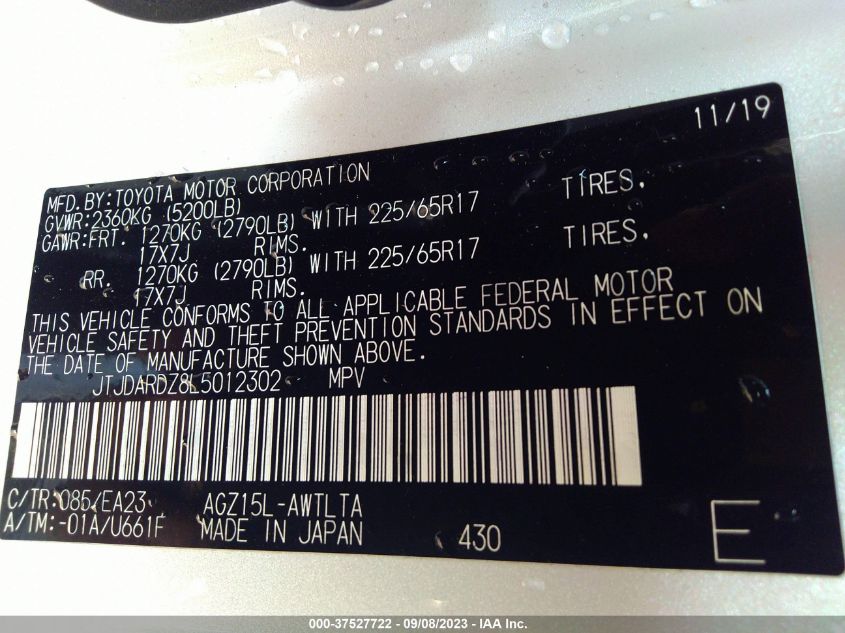 11/19
MFD.BY:TOYOTA MOTOR CORPORATION
GVWR:2360KG (5200LB)
GAWR:FRT. 1270KG (2790LB) WITH 225/65R17 TIRES.
17X7J RIMS.
RR. 1270KG (2790LB) WITH 225/65R17 TIRES.
17X7J RIMS.
THIS VEHICLE CONFORMS TO ALL APPLICABLE FEDERAL MOTOR
VEHICLE SAFETY AND THEFT PREVENTION STANDARDS IN EFFECT ON
THE DATE OF MANUFACTURE SHOWN ABOVE.
JTJDARDZ8L5012302 MPV
C/TR:085/EA23 AGZ15L-AWTLTA
A/TM:-01A/U661F MADE IN JAPAN 430 E
000-37527722 - 09/08/2023 - IAA Inc.